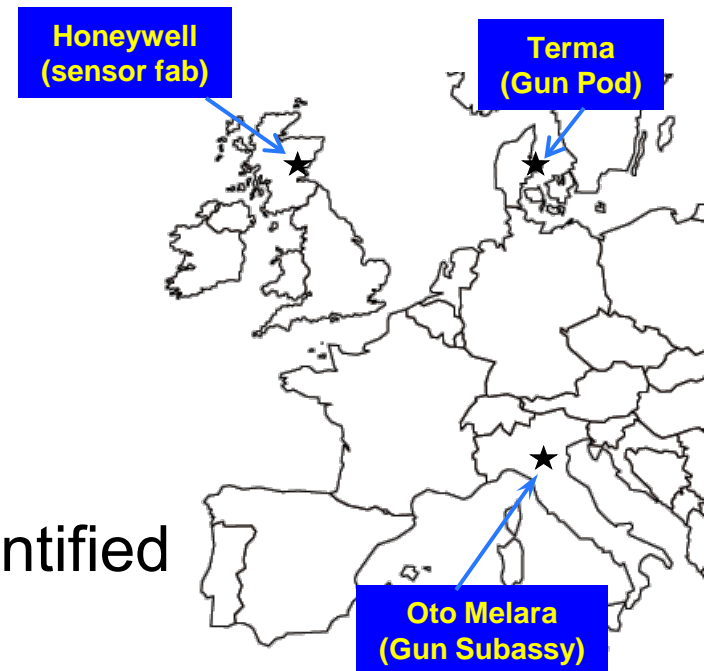 Honeywell
(sensor fab)
Terma
(Gun Pod)
ntified
Oto Melara
(Gun Subassy)